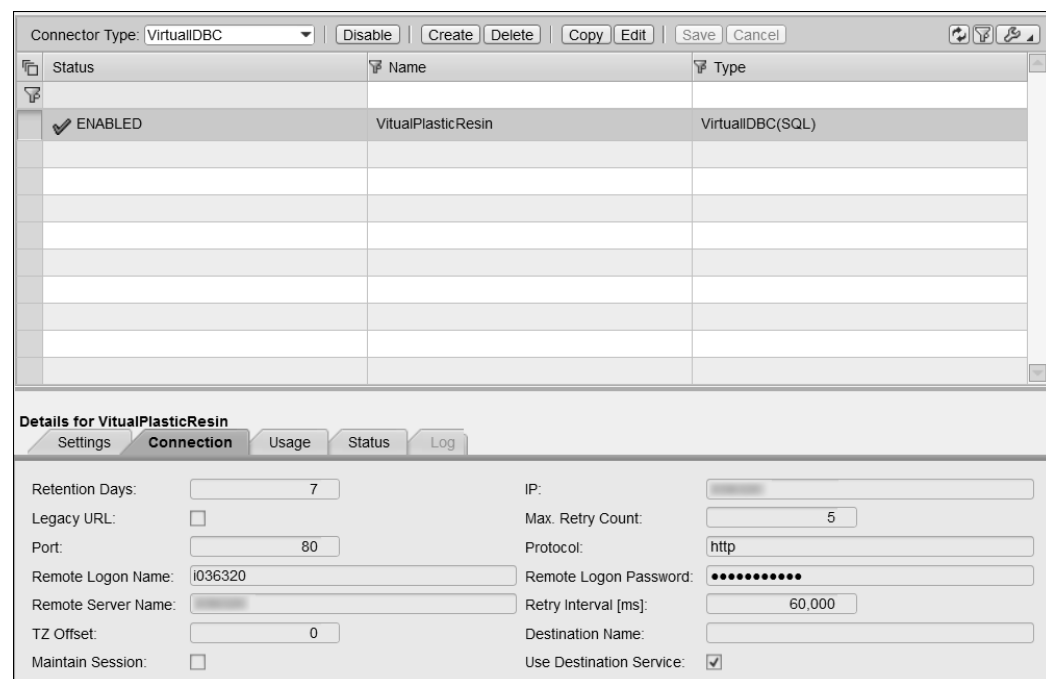 Connector Type: VirtualIDBC Disable Create Delete Copy Edit Save Cancel
Status Name Type
ENABLED VitualPlasticResin VirtualIDBC(SQL)
Details for VitualPlasticResin
Settings Connection Usage Status Log
Retention Days: 7 IP:
Legacy URL: Max. Retry Count: 5
Port: 80 Protocol: http
Remote Logon Name: i036320 Remote Logon Password: ●●●●●●●●●●●
Remote Server Name: Retry Interval [ms]: 60,000
TZ Offset: 0 Destination Name:
Maintain Session: Use Destination Service: